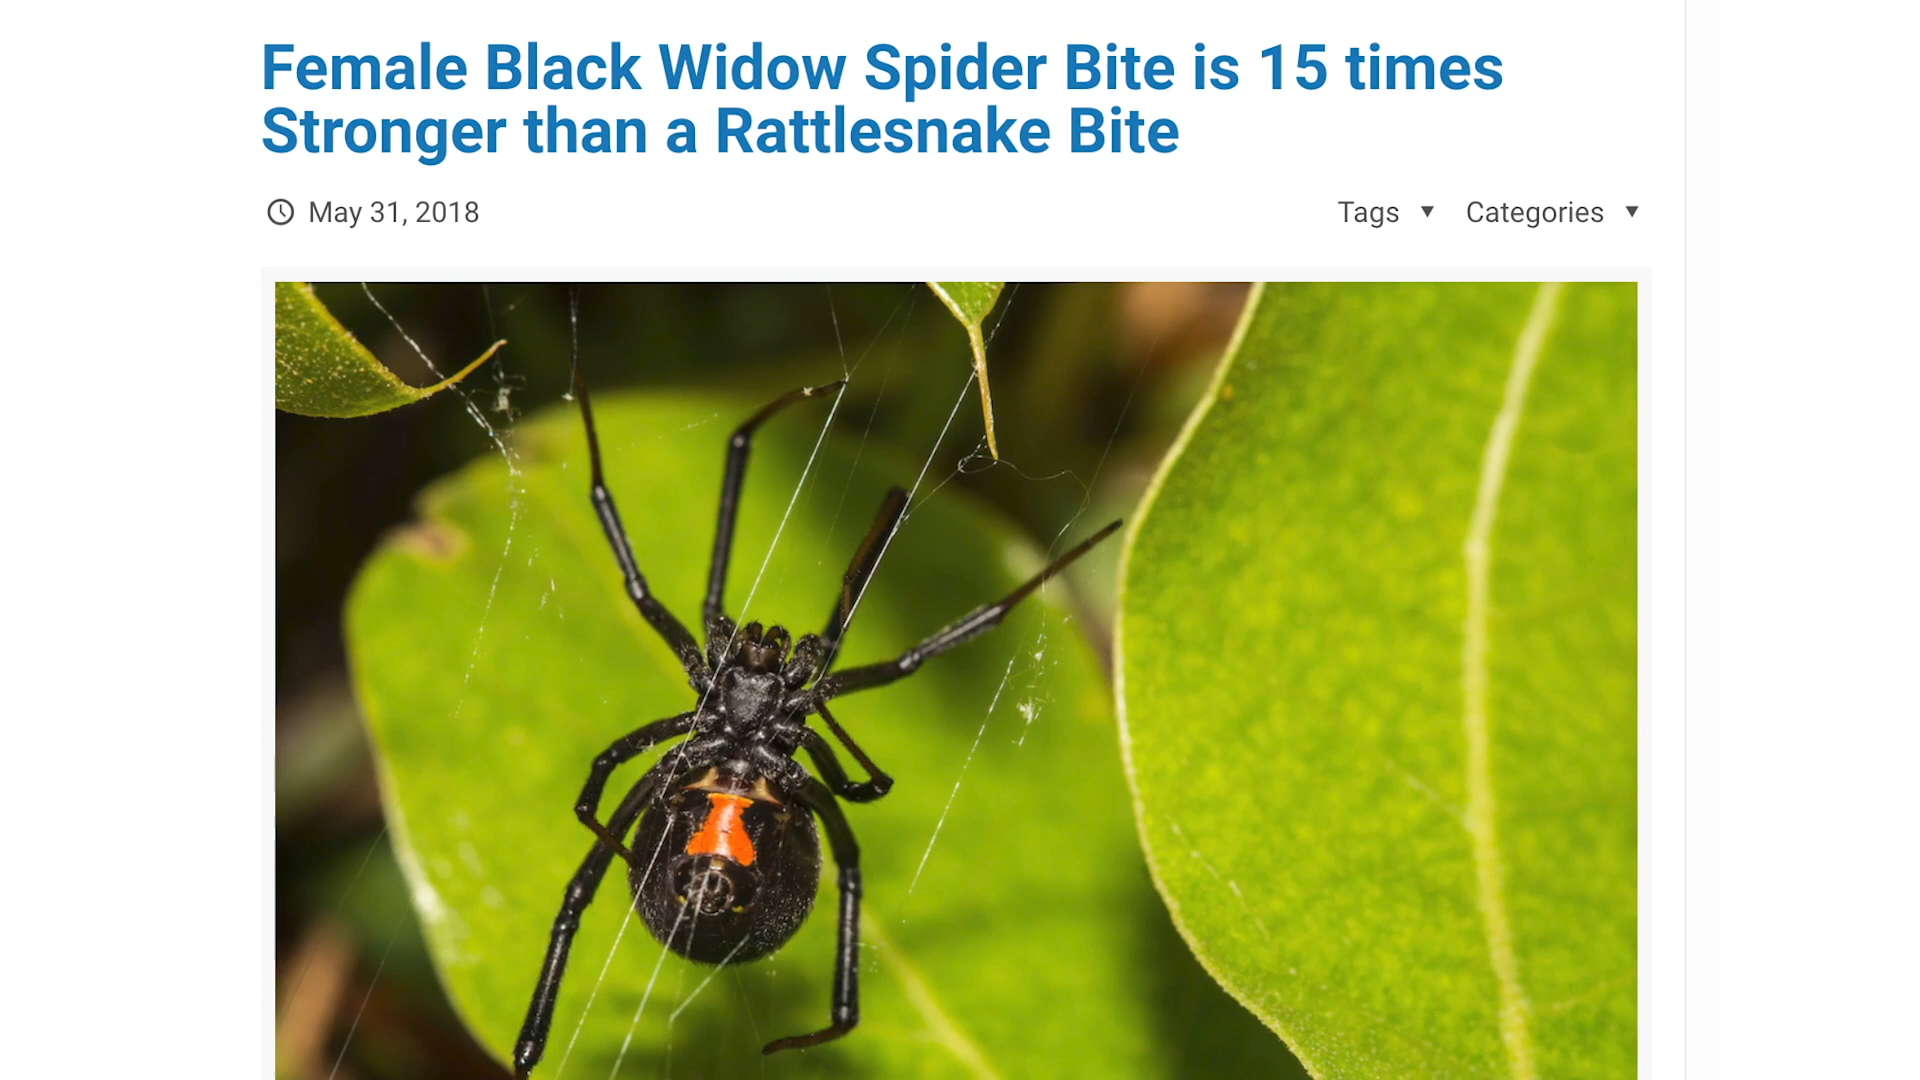 Female Black Widow Spider Bite is 15 times
Stronger than a Rattlesnake Bite
May 31, 2018
Tags ▼ Categories ▼